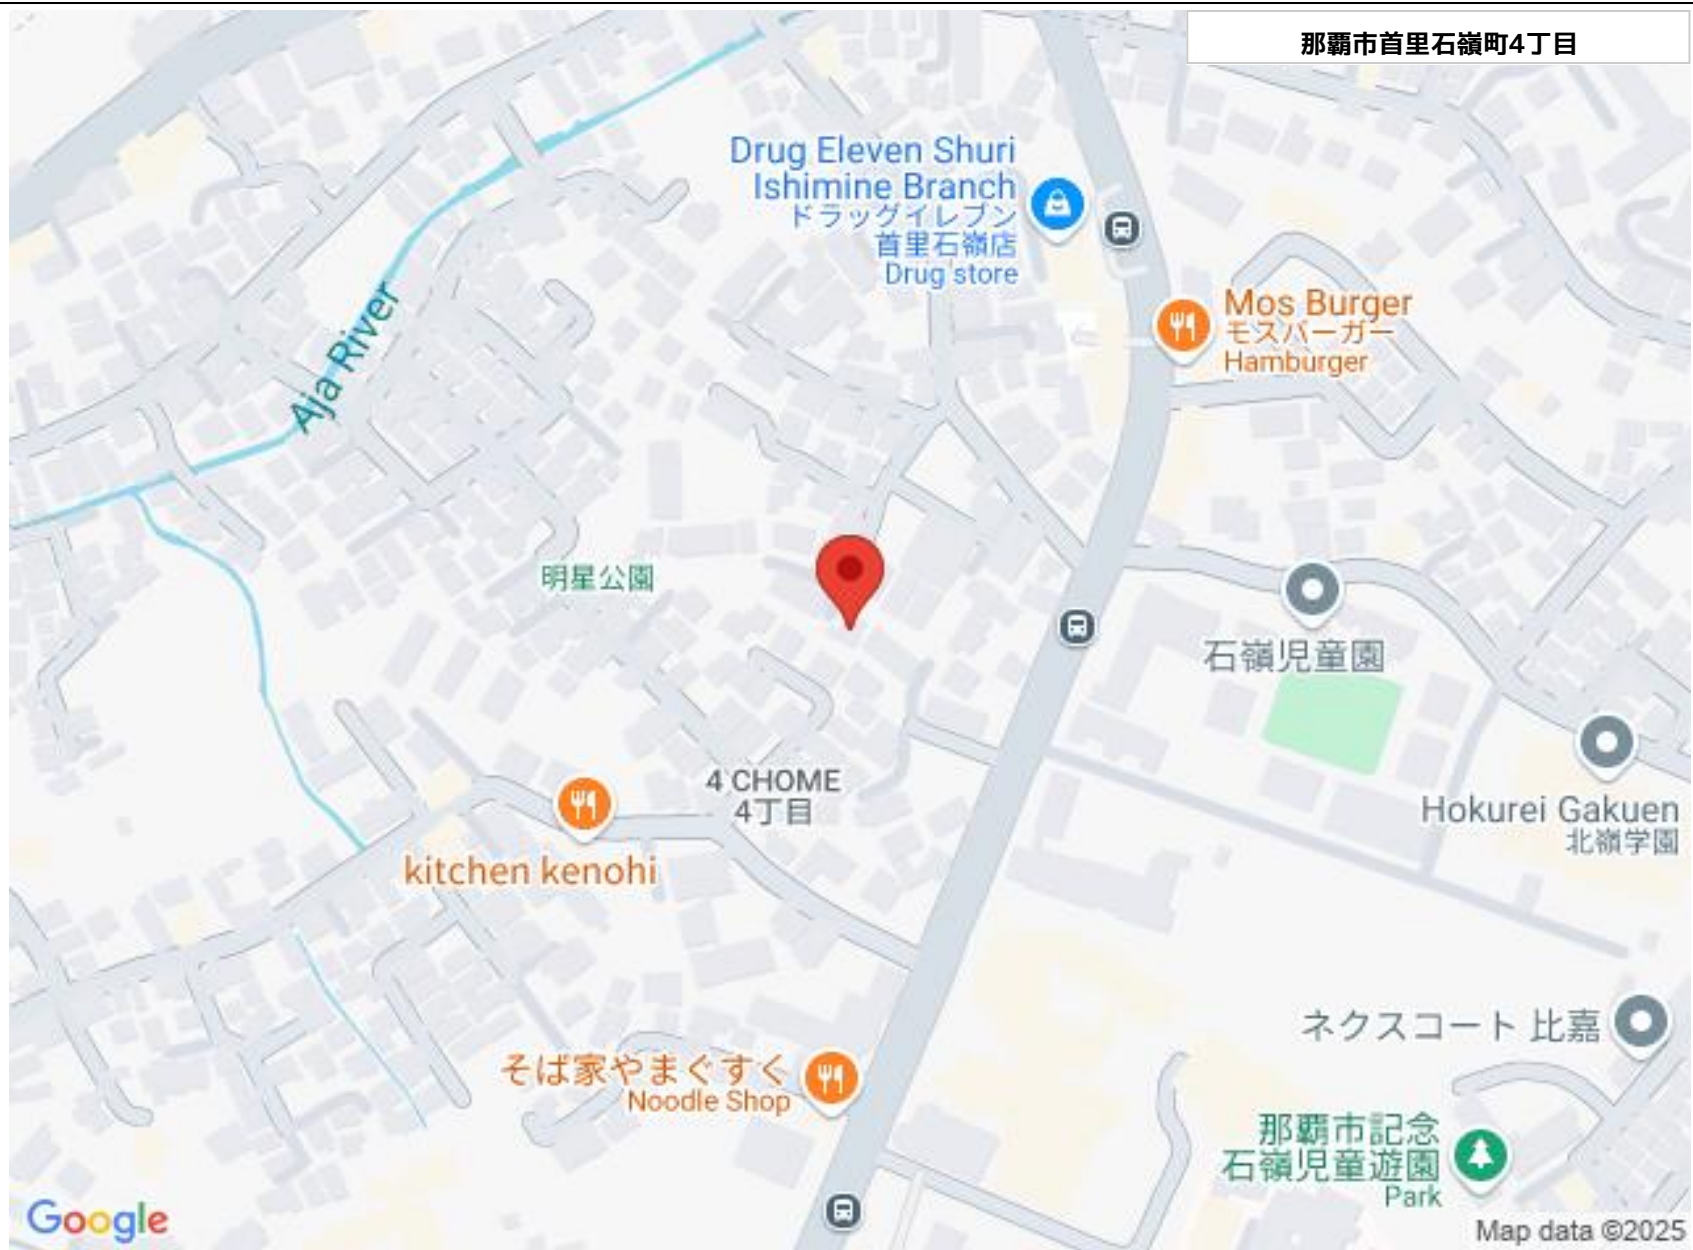 那覇市首里石嶺町4丁目
Drug Eleven Shuri
Ishimine Branch
ドラッグイレブン
首里石嶺店
Drug store
Mos Burger
モスバーガー
Hamburger
Aja River
明星公園
石嶺児童園
4 CHOME
4丁目
Hokurei Gakuen
北嶺学園
kitchen kenohi
ネクスコート 比嘉
そば家やまぐすく
Noodle Shop
那覇市記念
石嶺児童遊園
Park
Google
Map data ©2025